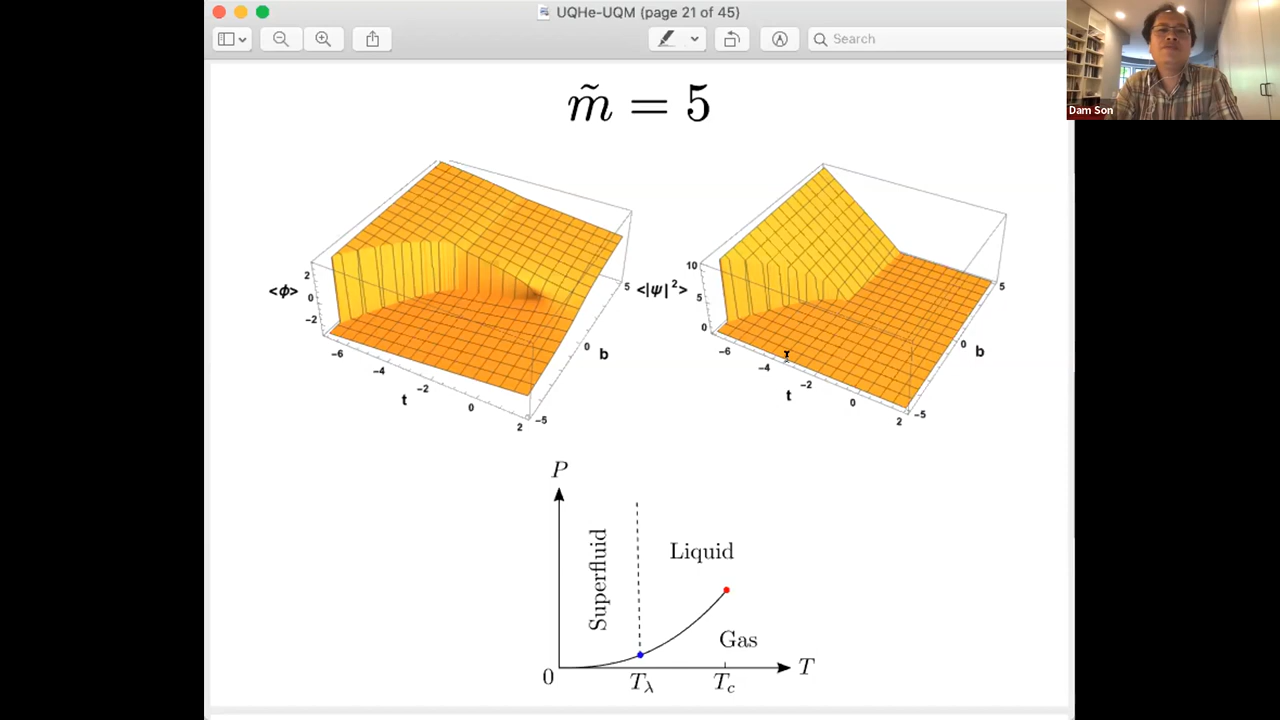 UQHe-UQM (page 21 of 45)
Search
Dam Son
m̃ = 5
<ϕ>
2
0
−2
−6
−4
−2
0
2
t
−5
0
5
b
<|ψ|²>
10
5
0
−6
−4
−2
0
2
t
−5
0
5
b
P
Superfluid
Liquid
Gas
0
T_λ
T_c
T